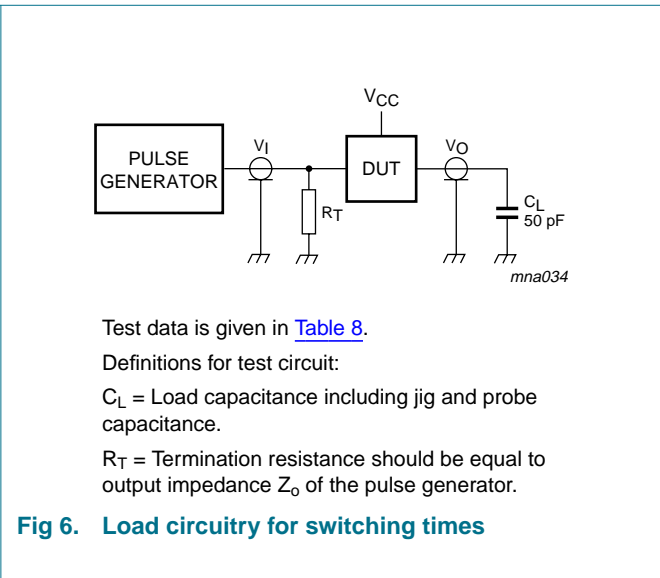 VCC
PULSE
GENERATOR
VI
DUT
VO
RT
CL
50 pF
mna034
Test data is given in Table 8.
Definitions for test circuit:
CL = Load capacitance including jig and probe
capacitance.
RT = Termination resistance should be equal to
output impedance Zo of the pulse generator.
Fig 6. Load circuitry for switching times